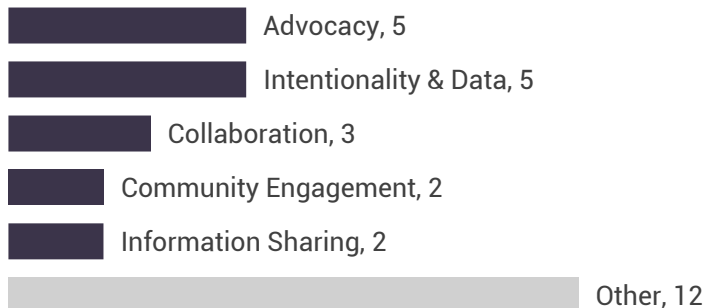 Advocacy, 5
Intentionality & Data, 5
Collaboration, 3
Community Engagement, 2
Information Sharing, 2
Other, 12